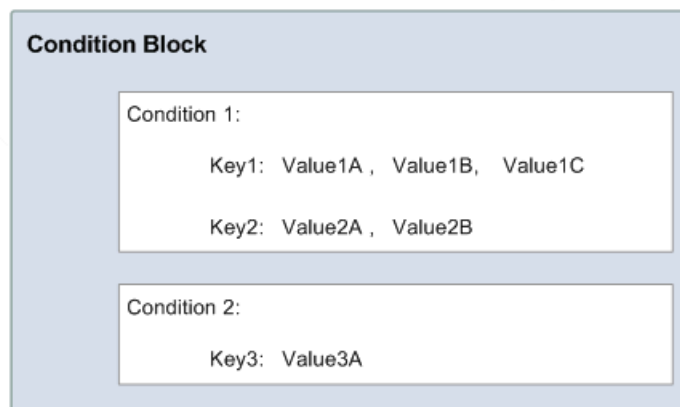 Condition Block
Condition 1:
Key1: Value1A , Value1B, Value1C
Key2: Value2A , Value2B
Condition 2:
Key3: Value3A